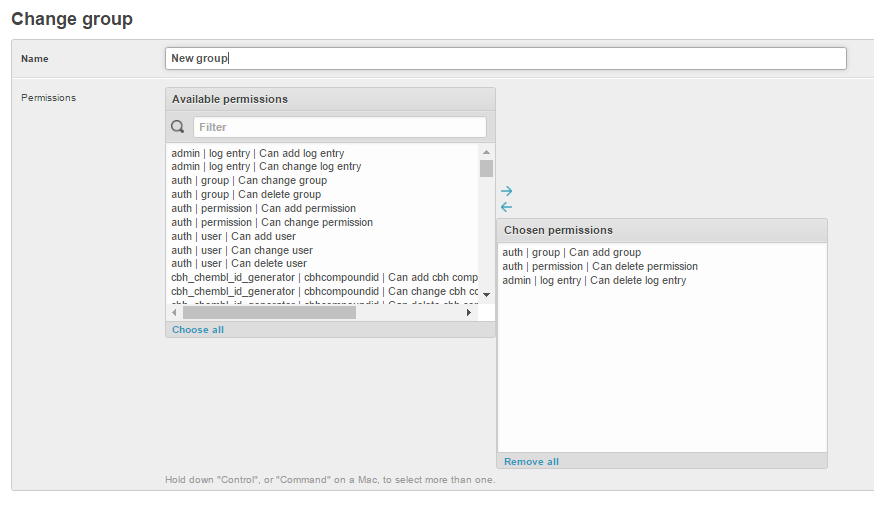 Change group
Name
New group
Permissions
Available permissions
Filter
admin | log entry | Can add log entry
admin | log entry | Can change log entry
auth | group | Can change group
auth | group | Can delete group
auth | permission | Can add permission
auth | permission | Can change permission
auth | user | Can add user
auth | user | Can change user
auth | user | Can delete user
cbh_chembl_id_generator | cbhcompoundid | Can add cbh comp
cbh_chembl_id_generator | cbhcompoundid | Can change cbh co
Choose all
Chosen permissions
auth | group | Can add group
auth | permission | Can delete permission
admin | log entry | Can delete log entry
Remove all
Hold down "Control", or "Command" on a Mac, to select more than one.